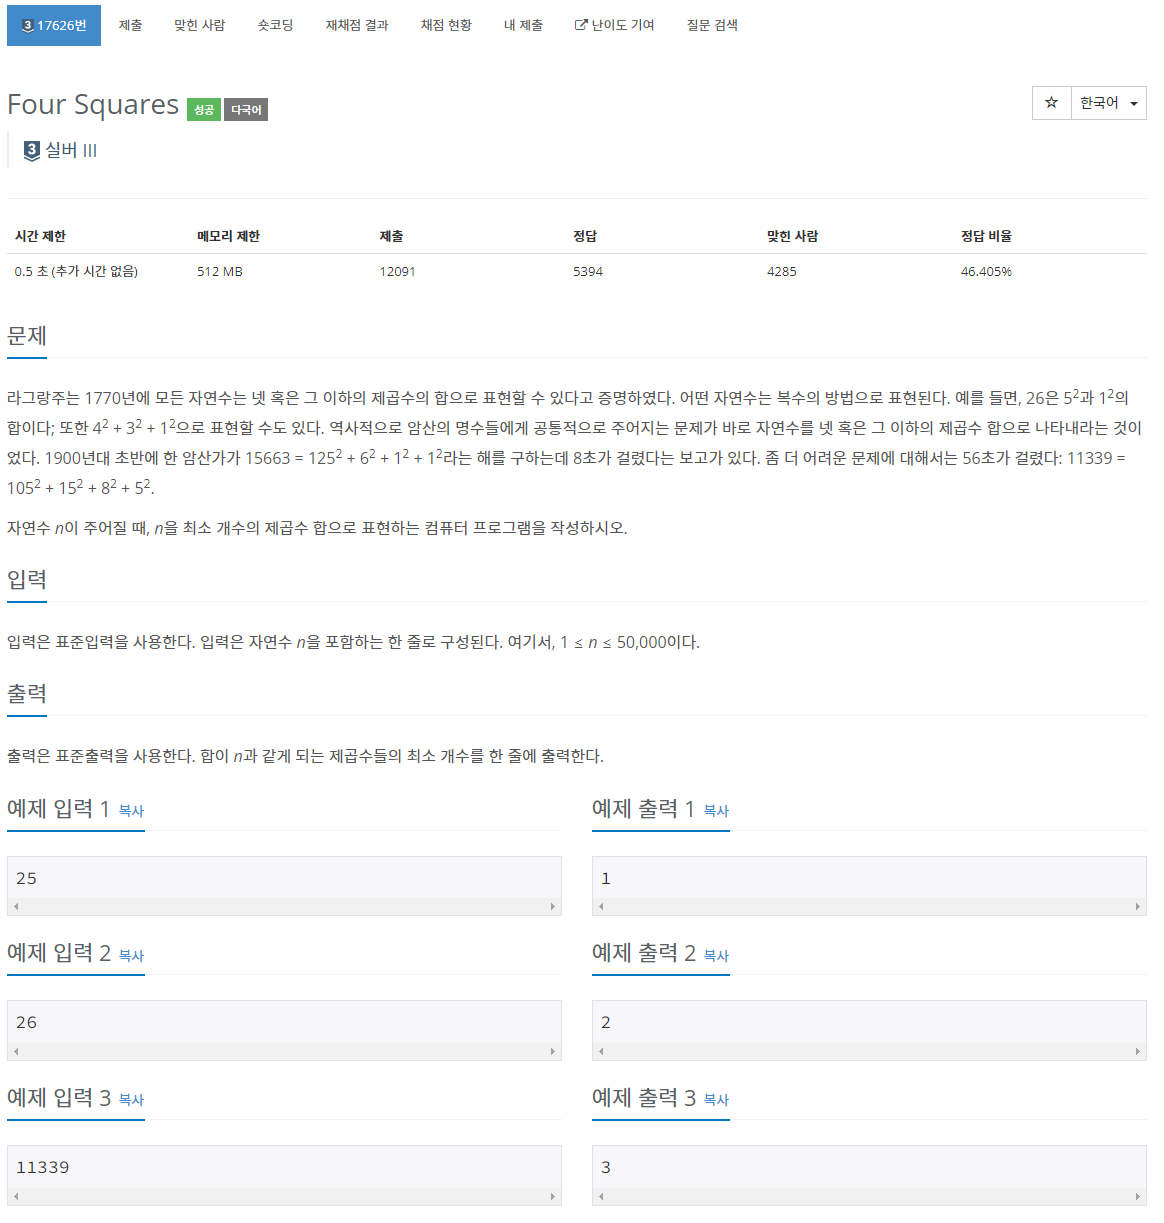 3 17626번 제출 맞힌 사람 숏코딩 재채점 결과 채점 현황 내 제출 난이도 기여 질문 검색
Four Squares 성공 다국어 ☆ 한국어
3 실버 III
시간 제한 메모리 제한 제출 정답 맞힌 사람 정답 비율
0.5 초 (추가 시간 없음) 512 MB 12091 5394 4285 46.405%
문제
라그랑주는 1770년에 모든 자연수는 넷 혹은 그 이하의 제곱수의 합으로 표현할 수 있다고 증명하였다. 어떤 자연수는 복수의 방법으로 표현된다. 예를 들면, 26은 5²과 1²의
합이다; 또한 4² + 3² + 1²으로 표현할 수도 있다. 역사적으로 암산의 명수들에게 공통적으로 주어지는 문제가 바로 자연수를 넷 혹은 그 이하의 제곱수 합으로 나타내라는 것이
었다. 1900년대 초반에 한 암산가가 15663 = 125² + 6² + 1² + 1²라는 해를 구하는데 8초가 걸렸다는 보고가 있다. 좀 더 어려운 문제에 대해서는 56초가 걸렸다: 11339 =
105² + 15² + 8² + 5².
자연수 n이 주어질 때, n을 최소 개수의 제곱수 합으로 표현하는 컴퓨터 프로그램을 작성하시오.
입력
입력은 표준입력을 사용한다. 입력은 자연수 n을 포함하는 한 줄로 구성된다. 여기서, 1 ≤ n ≤ 50,000이다.
출력
출력은 표준출력을 사용한다. 합이 n과 같게 되는 제곱수들의 최소 개수를 한 줄에 출력한다.
예제 입력 1 복사
25
예제 출력 1 복사
1
예제 입력 2 복사
26
예제 출력 2 복사
2
예제 입력 3 복사
11339
예제 출력 3 복사
3